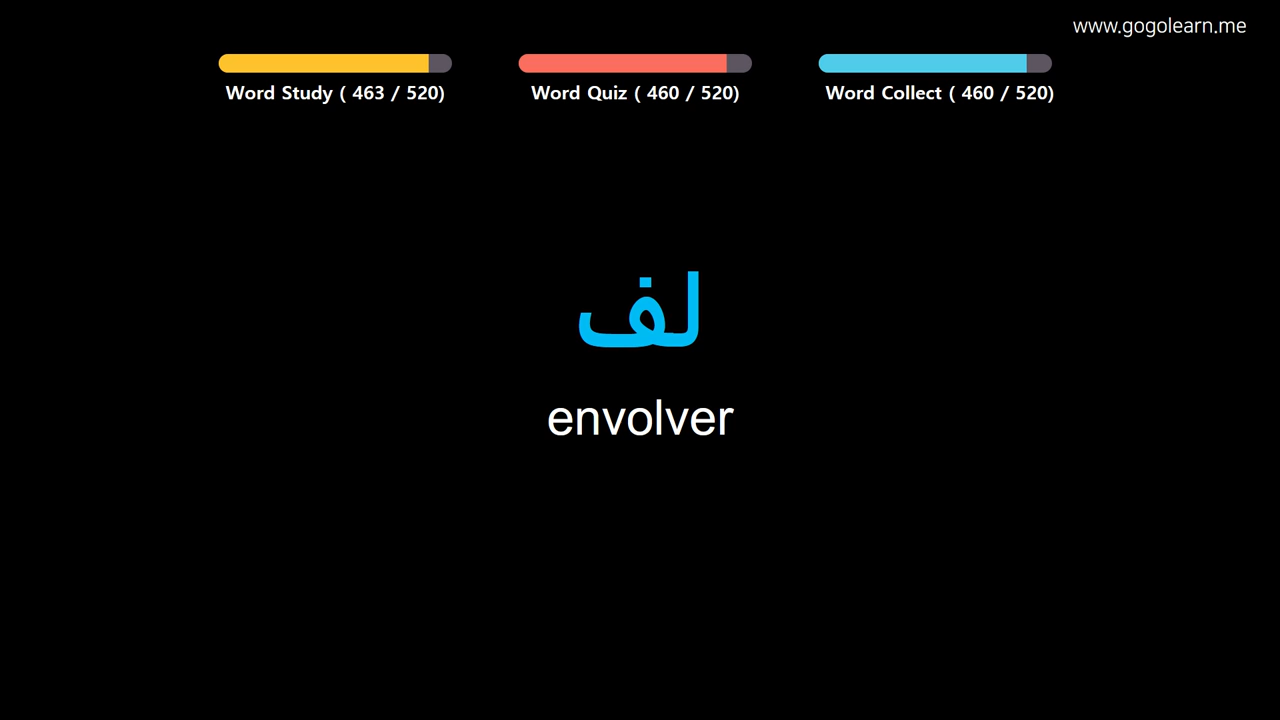 www.gogolearn.me
Word Study ( 463 / 520)
Word Quiz ( 460 / 520)
Word Collect ( 460 / 520)
لف
envolver